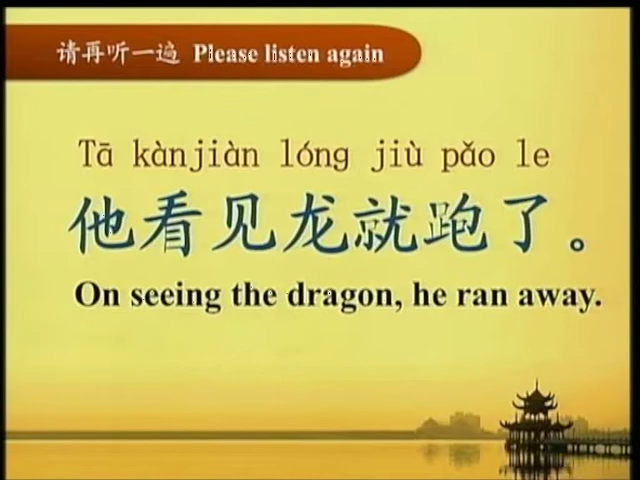 请再听一遍 Please listen again
Tā kànjiàn lóng jiù pǎo le
他看见龙就跑了。
On seeing the dragon, he ran away.